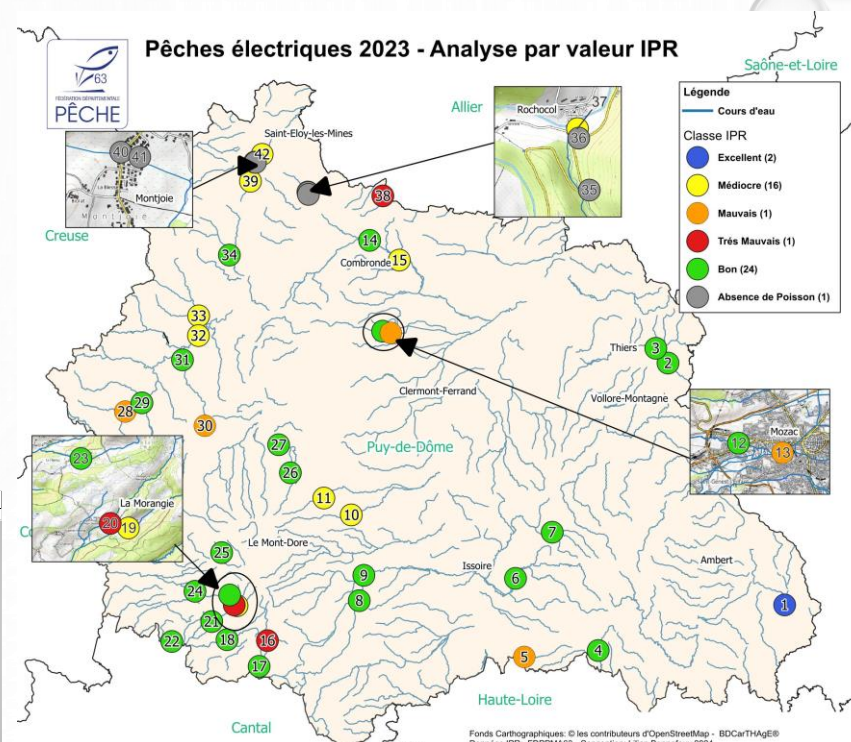 Pêches électriques 2023 - Analyse par valeur IPR
63
FÉDÉRATION DÉPARTEMENTALE
PÊCHE
Saône-et-Loire
Allier
Légende
Cours d'eau
Classe IPR
Excellent (2)
Médiocre (16)
Mauvais (1)
Trés Mauvais (1)
Bon (24)
Absence de Poisson (1)
Rochocol
37
36
35
Saint-Eloy-les-Mines
42
39
40
41
Montjoie
Montjoie
38
Creuse
34
14
Combronde
15
33
32
31
Thiers
3
2
Clermont-Ferrand
Vollore-Montagne
29
28
30
Mozac
12
13
27
26
Puy-de-Dôme
23
La Morangie
20
19
11
10
Le Mont-Dore
7
25
Issoire
Ambert
9
6
24
8
1
21
22
18
16
17
5
4
Haute-Loire
Cantal
Fonds Cartographiques: © les contributeurs d'OpenStreetMap - BDCarTHAgE®